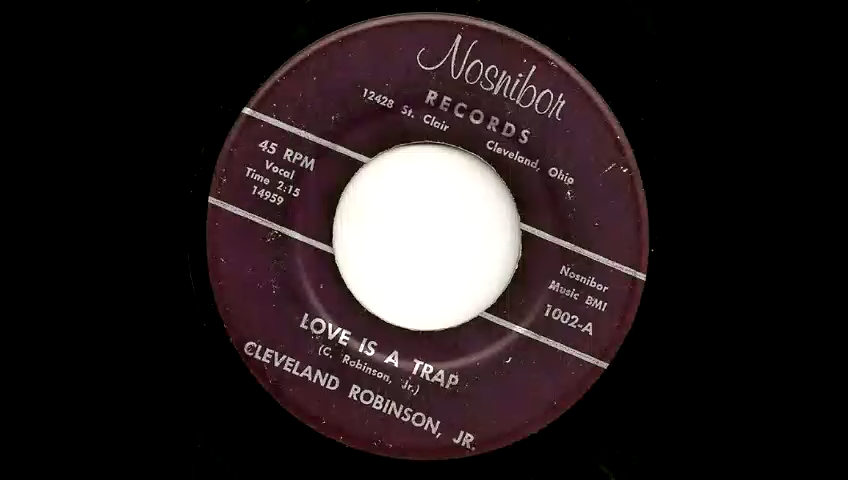 Nosnibor
RECORDS
12428 St. Clair Cleveland, Ohio
45 RPM
Vocal
Time 2:15
14959
Nosnibor
Music BMI
1002-A
LOVE IS A TRAP
(C. Robinson, Jr.)
CLEVELAND ROBINSON, JR.